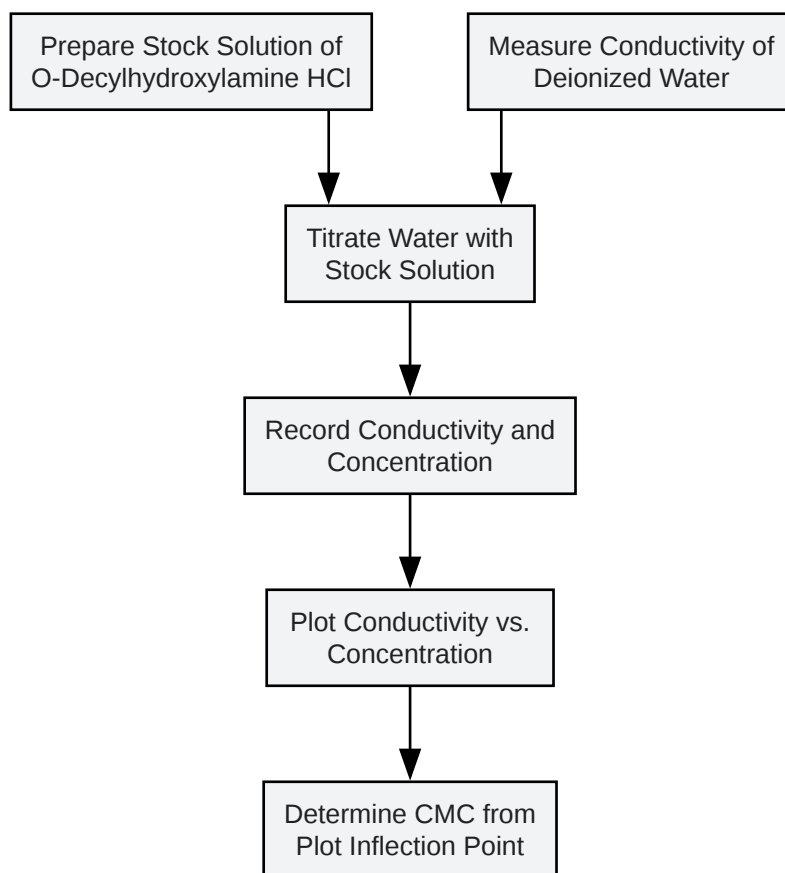 Prepare Stock Solution of
O-Decylhydroxylamine HCl
Measure Conductivity of
Deionized Water
Titrate Water with
Stock Solution
Record Conductivity and
Concentration
Plot Conductivity vs.
Concentration
Determine CMC from
Plot Inflection Point